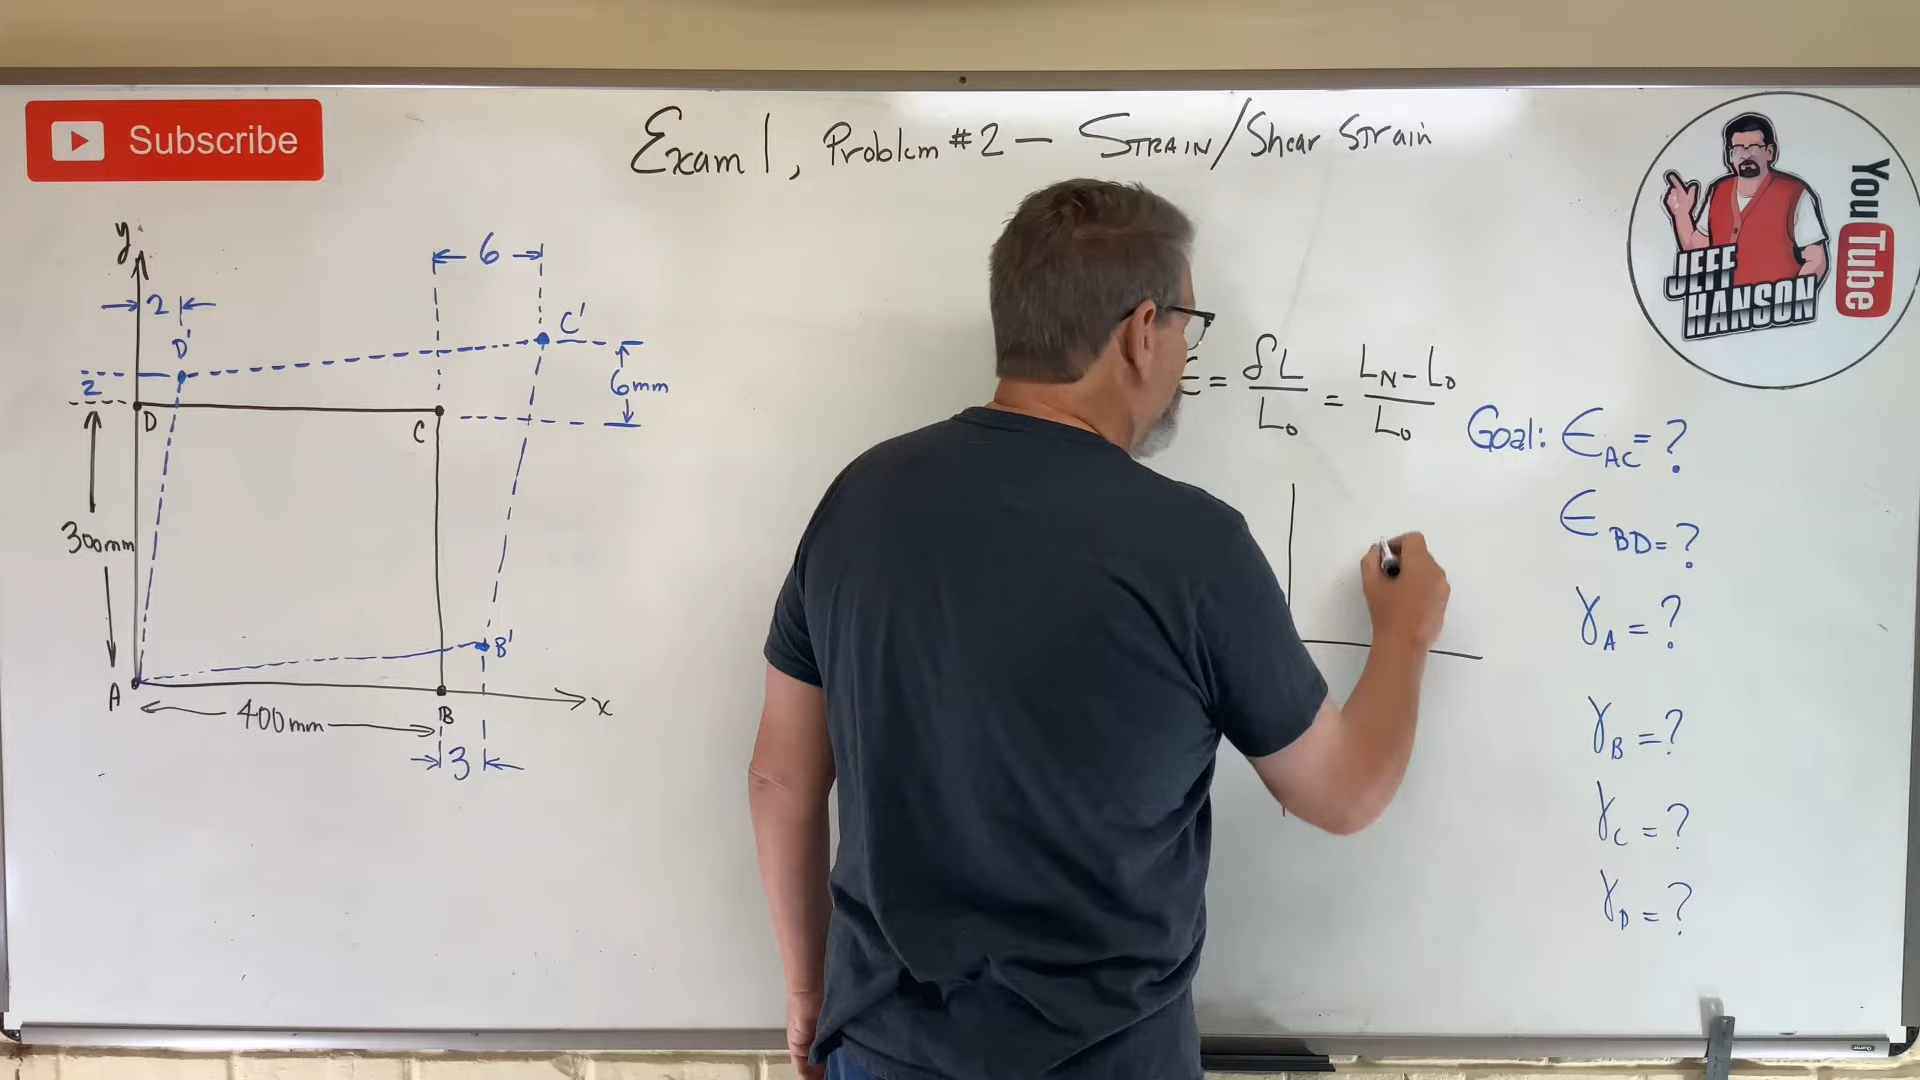 Subscribe
Exam 1, Problem #2 — STRAIN/Shear Strain
YouTube
JEFF
HANSON
y
6
2
D'
C'
2
6mm
D
C
300mm
B'
A
400mm
B
x
3
ϵ = δL/L₀ = (L_N - L₀)/L₀
Goal: ϵ_AC = ?
ϵ_BD = ?
γ_A = ?
γ_B = ?
γ_C = ?
γ_D = ?